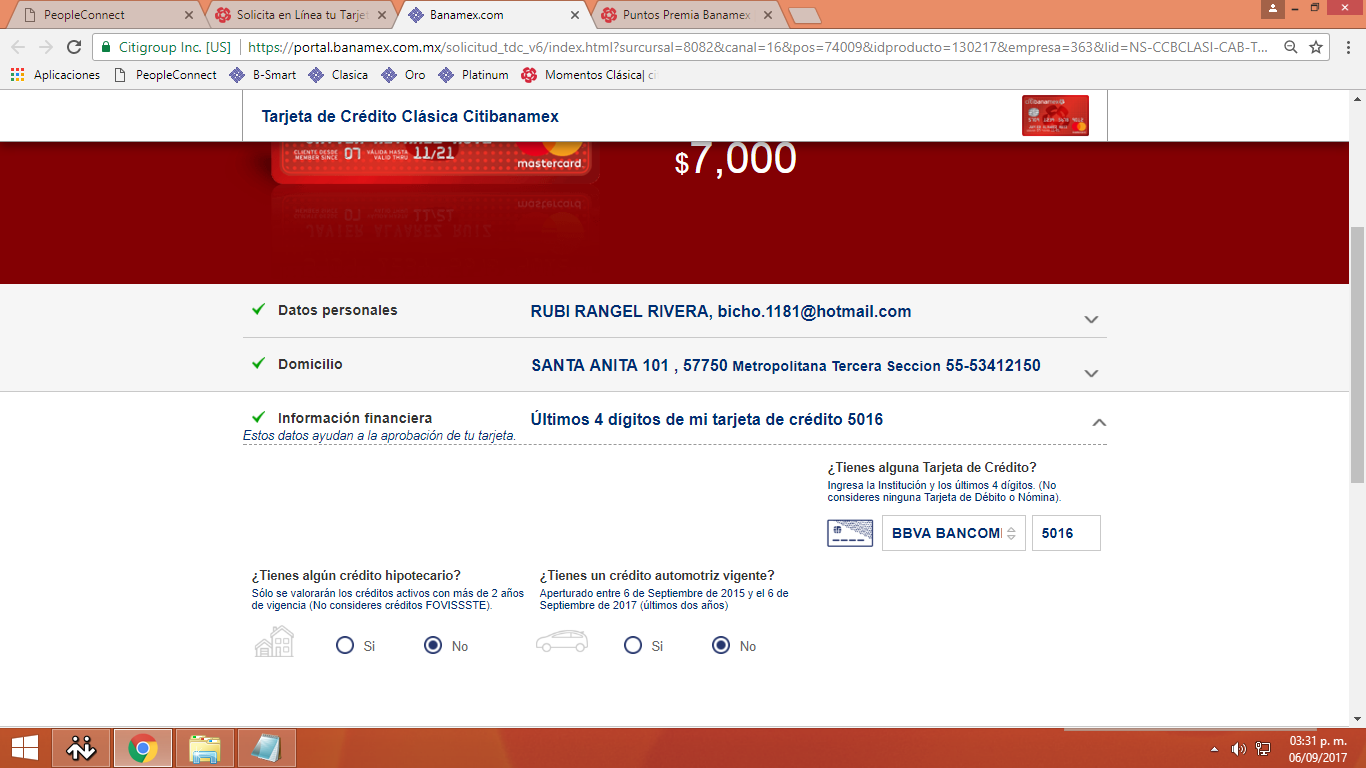 PeopleConnect
Solicita en Línea tu Tarjet
Banamex.com
Puntos Premia Banamex
Citigroup Inc. [US]
https://portal.banamex.com.mx/solicitud_tdc_v6/index.html?sursursal=8082&canal=16&pos=74009&idproducto=130217&empresa=363&lid=NS-CCBCLASI-CAB-T...
Aplicaciones PeopleConnect B-Smart Clasica Oro Platinum Momentos Clásica| ci
Tarjeta de Crédito Clásica Citibanamex
CLIENTE DESDE MEMBER SINCE 07 VÁLIDA HASTA VALID THRU 11/21
mastercard
$7,000
Datos personales RUBI RANGEL RIVERA, bicho.1181@hotmail.com
Domicilio SANTA ANITA 101 , 57750 Metropolitana Tercera Seccion 55-53412150
Información financiera Últimos 4 dígitos de mi tarjeta de crédito 5016
Estos datos ayudan a la aprobación de tu tarjeta.
¿Tienes alguna Tarjeta de Crédito?
Ingresa la Institución y los últimos 4 dígitos. (No
consideres ninguna Tarjeta de Débito o Nómina).
BBVA BANCOM 5016
¿Tienes algún crédito hipotecario?
Sólo se valorarán los créditos activos con más de 2 años
de vigencia (No consideres créditos FOVISSSTE).
Si No
¿Tienes un crédito automotriz vigente?
Aperturado entre 6 de Septiembre de 2015 y el 6 de
Septiembre de 2017 (últimos dos años)
Si No
03:31 p. m.
06/09/2017